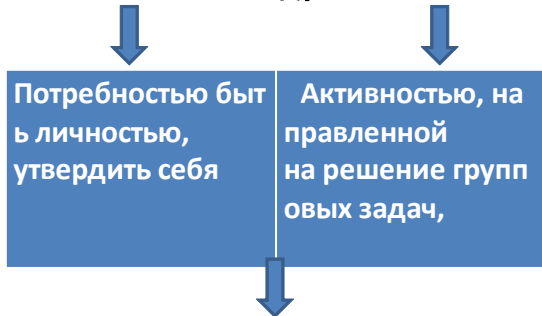 Потребностью быт
ь личностью,
утвердить себя
Активностью, на
правленной
на решение групп
овых задач,